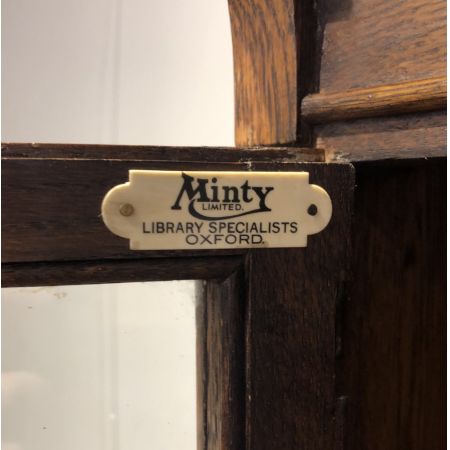 Minty
LIMITED.
LIBRARY SPECIALISTS
OXFORD.